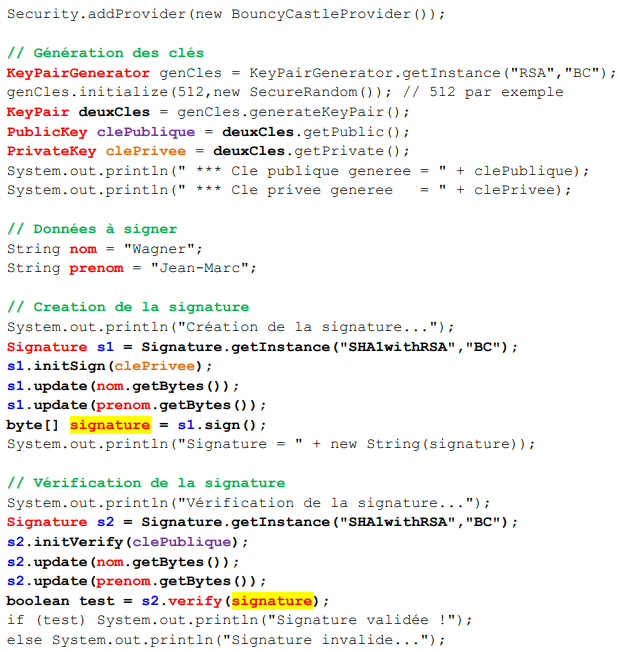 Security.addProvider(new BouncyCastleProvider());
// Génération des clés
KeyPairGenerator genCles = KeyPairGenerator.getInstance("RSA","BC");
genCles.initialize(512,new SecureRandom()); // 512 par exemple
KeyPair deuxCles = genCles.generateKeyPair();
PublicKey clePublique = deuxCles.getPublic();
PrivateKey clePrivee = deuxCles.getPrivate();
System.out.println(" *** Cle publique generee = " + clePublique);
System.out.println(" *** Cle privee generee   = " + clePrivee);
// Données à signer
String nom = "Wagner";
String prenom = "Jean-Marc";
// Creation de la signature
System.out.println("Création de la signature...");
Signature s1 = Signature.getInstance("SHA1withRSA","BC");
s1.initSign(clePrivee);
s1.update(nom.getBytes());
s1.update(prenom.getBytes());
byte[] signature = s1.sign();
System.out.println("Signature = " + new String(signature));
// Vérification de la signature
System.out.println("Vérification de la signature...");
Signature s2 = Signature.getInstance("SHA1withRSA","BC");
s2.initVerify(clePublique);
s2.update(nom.getBytes());
s2.update(prenom.getBytes());
boolean test = s2.verify(signature);
if (test) System.out.println("Signature validée !");
else System.out.println("Signature invalide...");